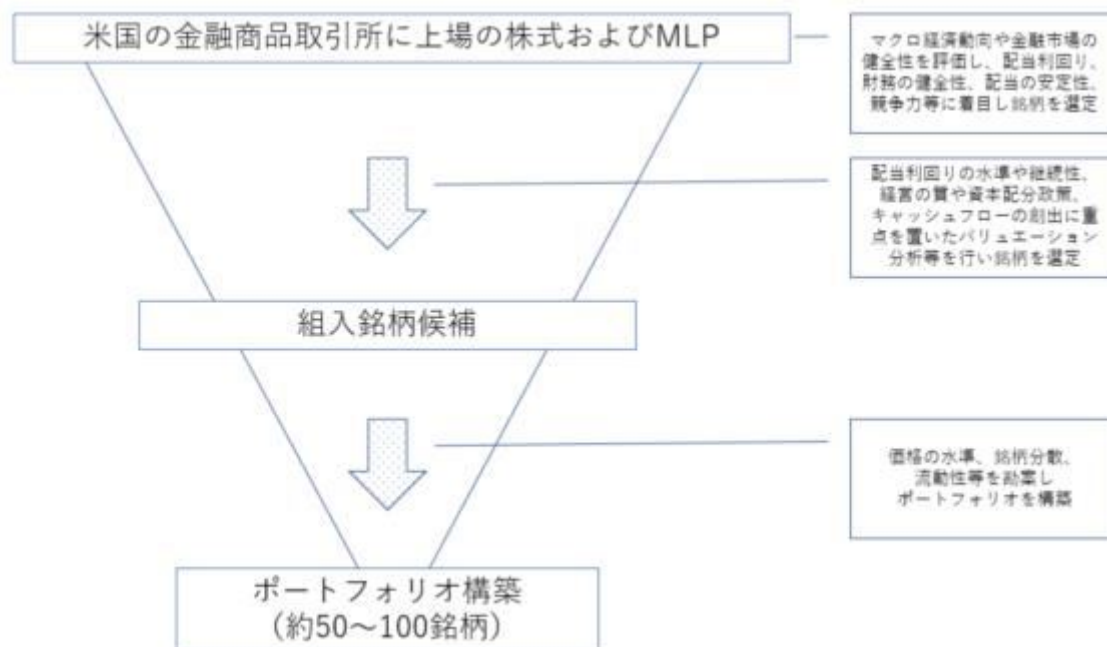 米国の金融商品取引所に上場の株式およびMLP
マクロ経済動向や金融市場の
健全性を評価し、配当利回り、
財務の健全性、配当の安定性、
競争力等に着目し銘柄を選定
配当利回りの水準や継続性、
経営の質や資本配分政策、
キャッシュフローの創出に重
点を置いたバリュエーション
分析等を行い銘柄を選定
組入銘柄候補
価格の水準、銘柄分散、
流動性等を勘案し
ポートフォリオを構築
ポートフォリオ構築
（約50～100銘柄）